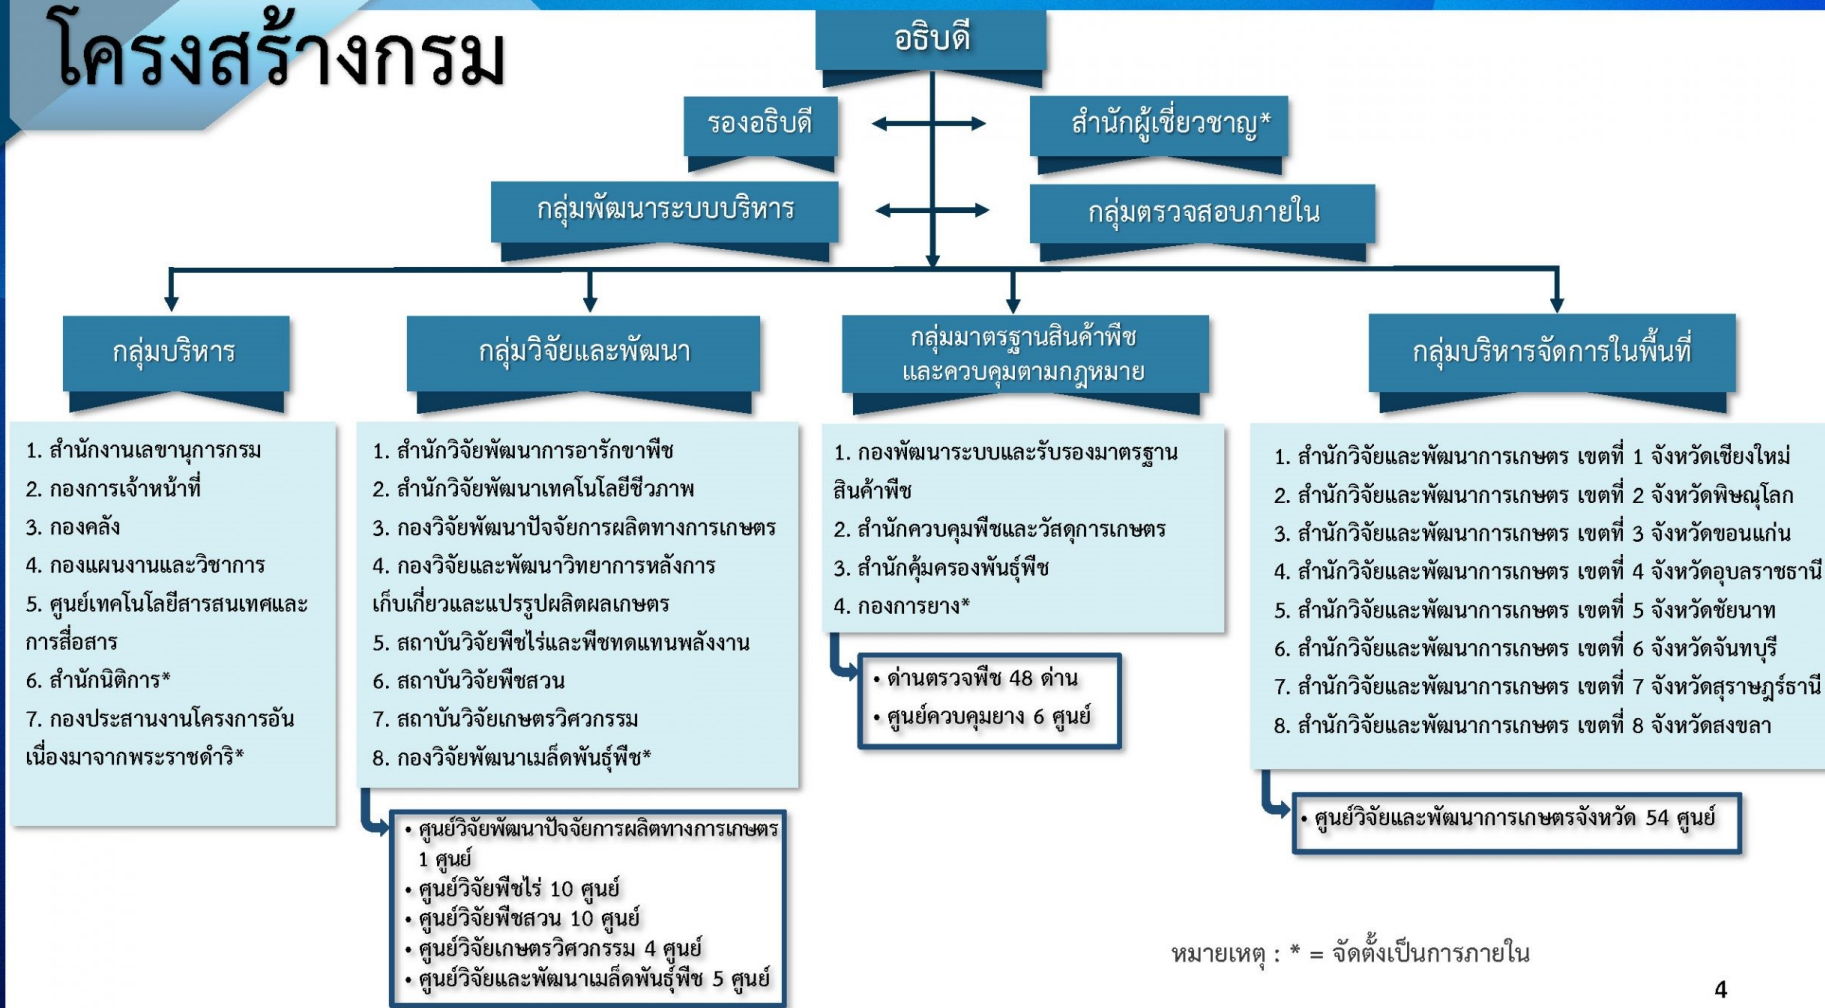 โครงสร้างกรม
อธิบดี
รองอธิบดี
สำนักผู้เชี่ยวชาญ*
กลุ่มพัฒนาระบบบริหาร
กลุ่มตรวจสอบภายใน
กลุ่มบริหาร
1. สำนักงานเลขานุการกรม
2. กองการเจ้าหน้าที่
3. กองคลัง
4. กองแผนงานและวิชาการ
5. ศูนย์เทคโนโลยีสารสนเทศและ
การสื่อสาร
6. สำนักนิติการ*
7. กองประสานงานโครงการอัน
เนื่องมาจากพระราชดำริ*
กลุ่มวิจัยและพัฒนา
1. สำนักวิจัยพัฒนาการอารักขาพืช
2. สำนักวิจัยพัฒนาเทคโนโลยีชีวภาพ
3. กองวิจัยพัฒนาปัจจัยการผลิตทางการเกษตร
4. กองวิจัยและพัฒนาวิทยาการหลังการ
เก็บเกี่ยวและแปรรูปผลิตผลเกษตร
5. สถาบันวิจัยพืชไร่และพืชทดแทนพลังงาน
6. สถาบันวิจัยพืชสวน
7. สถาบันวิจัยเกษตรวิศวกรรม
8. กองวิจัยพัฒนาเมล็ดพันธุ์พืช*
• ศูนย์วิจัยพัฒนาปัจจัยการผลิตทางการเกษตร
1 ศูนย์
• ศูนย์วิจัยพืชไร่ 10 ศูนย์
• ศูนย์วิจัยพืชสวน 10 ศูนย์
• ศูนย์วิจัยเกษตรวิศวกรรม 4 ศูนย์
• ศูนย์วิจัยและพัฒนาเมล็ดพันธุ์พืช 5 ศูนย์
กลุ่มมาตรฐานสินค้าพืช
และควบคุมตามกฎหมาย
1. กองพัฒนาระบบและรับรองมาตรฐาน
สินค้าพืช
2. สำนักควบคุมพืชและวัสดุการเกษตร
3. สำนักคุ้มครองพันธุ์พืช
4. กองการยาง*
• ด่านตรวจพืช 48 ด่าน
• ศูนย์ควบคุมยาง 6 ศูนย์
กลุ่มบริหารจัดการในพื้นที่
1. สำนักวิจัยและพัฒนาการเกษตร เขตที่ 1 จังหวัดเชียงใหม่
2. สำนักวิจัยและพัฒนาการเกษตร เขตที่ 2 จังหวัดพิษณุโลก
3. สำนักวิจัยและพัฒนาการเกษตร เขตที่ 3 จังหวัดขอนแก่น
4. สำนักวิจัยและพัฒนาการเกษตร เขตที่ 4 จังหวัดอุบลราชธานี
5. สำนักวิจัยและพัฒนาการเกษตร เขตที่ 5 จังหวัดชัยนาท
6. สำนักวิจัยและพัฒนาการเกษตร เขตที่ 6 จังหวัดจันทบุรี
7. สำนักวิจัยและพัฒนาการเกษตร เขตที่ 7 จังหวัดสุราษฎร์ธานี
8. สำนักวิจัยและพัฒนาการเกษตร เขตที่ 8 จังหวัดสงขลา
• ศูนย์วิจัยและพัฒนาการเกษตรจังหวัด 54 ศูนย์
หมายเหตุ : * = จัดตั้งเป็นการภายใน
4